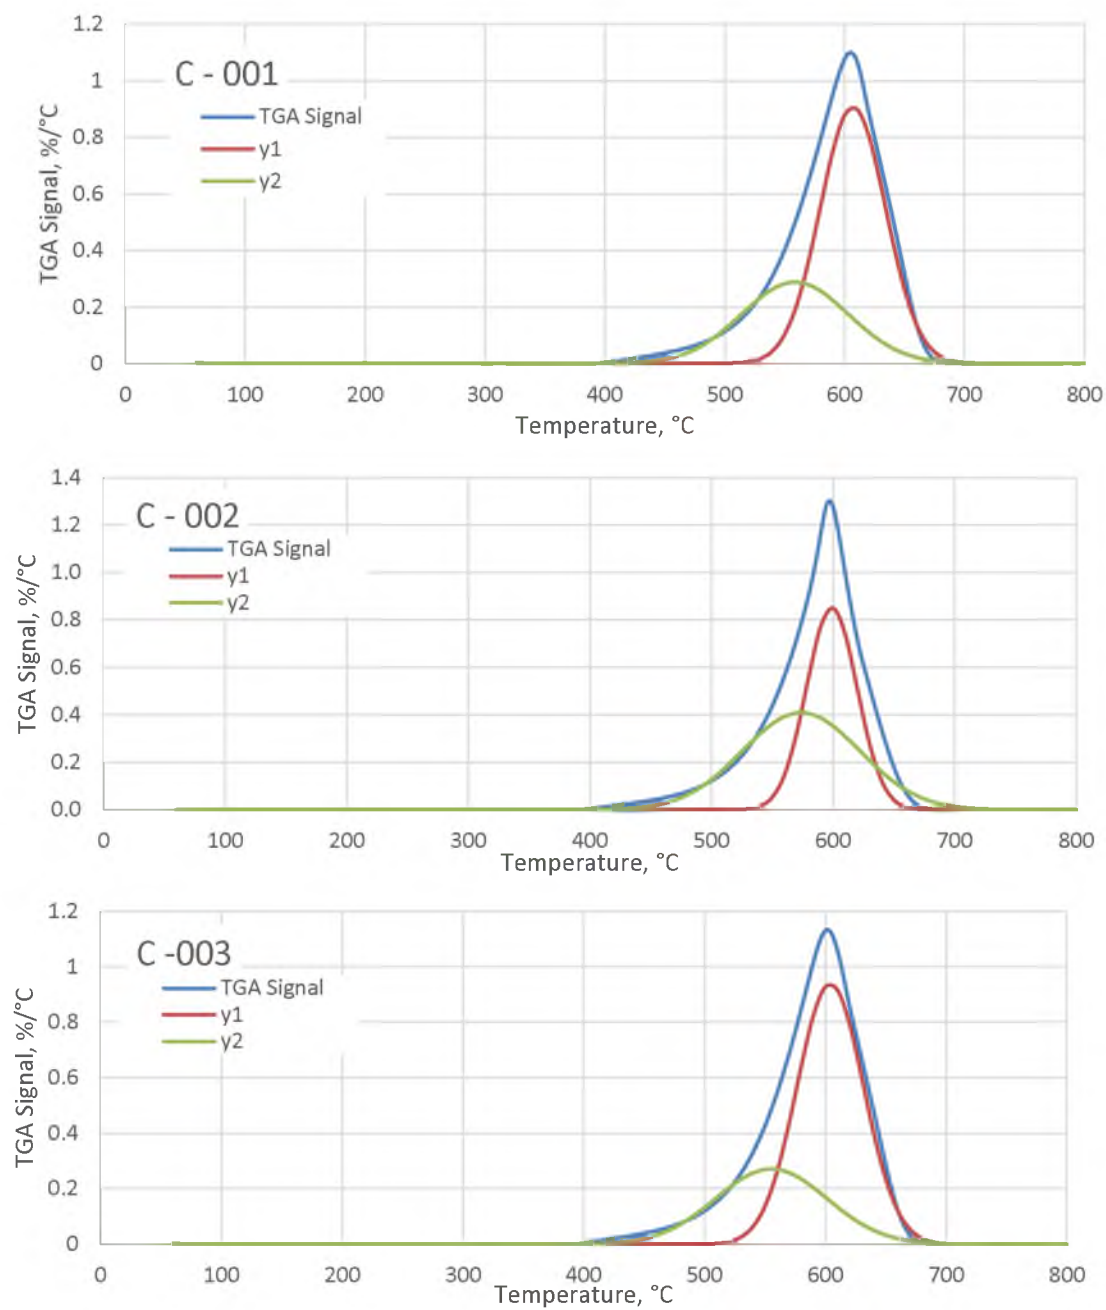 1.2
C - 001
1
TGA Signal
0.8
y1
y2
0.6
0.4
0.2
0
TGA Signal, %/°C
0 100 200 300 400 500 600 700 800
Temperature, °C
1.4
C - 002
1.2
TGA Signal
1.0
y1
y2
0.8
0.6
0.4
0.2
0.0
TGA Signal, %/°C
0 100 200 300 400 500 600 700 800
Temperature, °C
1.2
C -003
1
TGA Signal
y1
0.8
y2
0.6
0.4
0.2
0
TGA Signal, %/°C
0 100 200 300 400 500 600 700 800
Temperature, °C